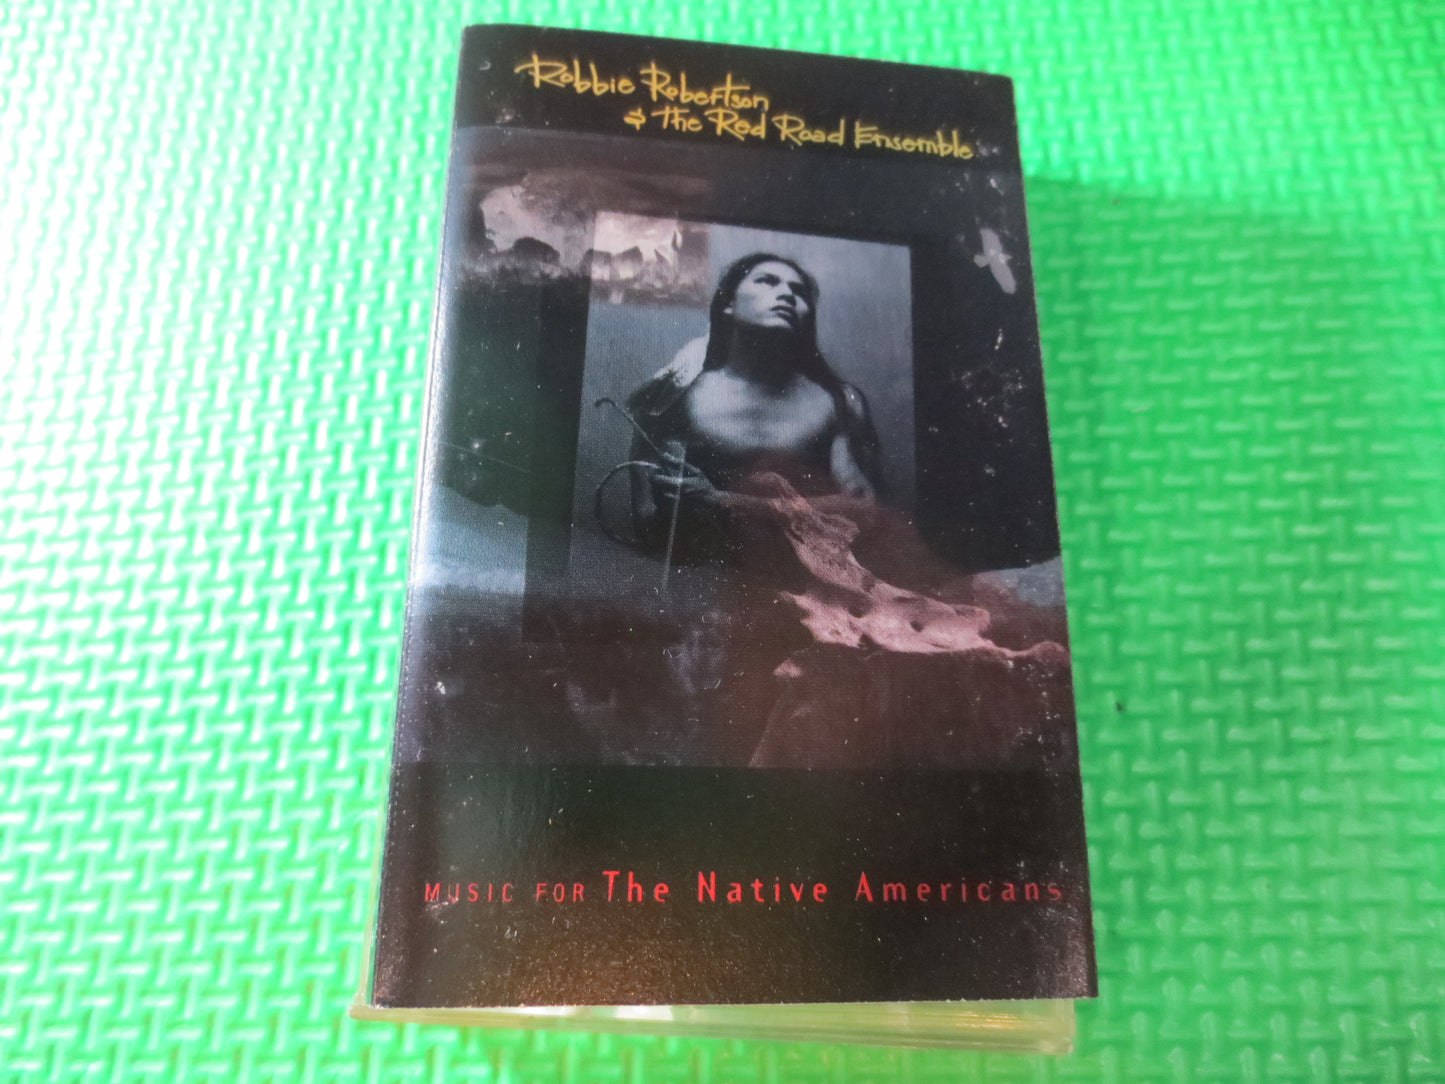 Robbie Robertson
& the Red Road Ensemble
MUSIC FOR The Native Americans